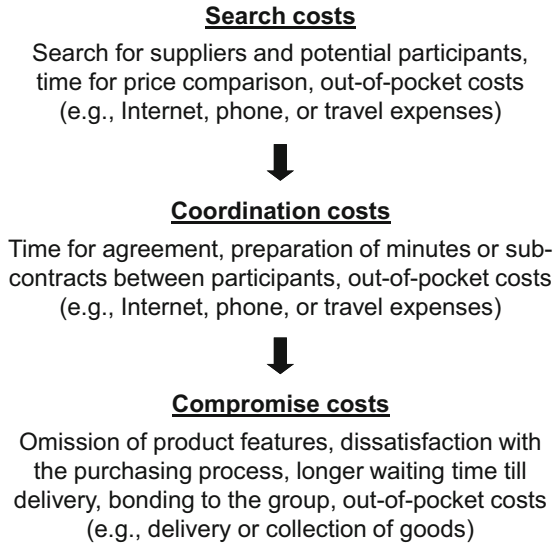 Search costs
Search for suppliers and potential participants,
time for price comparison, out-of-pocket costs
(e.g., Internet, phone, or travel expenses)
Coordination costs
Time for agreement, preparation of minutes or sub-
contracts between participants, out-of-pocket costs
(e.g., Internet, phone, or travel expenses)
Compromise costs
Omission of product features, dissatisfaction with
the purchasing process, longer waiting time till
delivery, bonding to the group, out-of-pocket costs
(e.g., delivery or collection of goods)